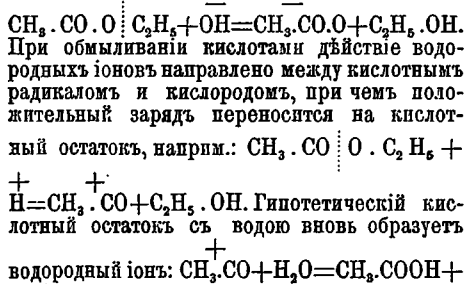 CH₃.CO.O⋮C₂H₅+OH̅=CH₃.CO.O̅+C₂H₅.OH.
При обмыливаніи кислотами дѣйствіе водо-
родныхъ іоновъ направлено между кислотнымъ
радикаломъ и кислородомъ, при чемъ поло-
жительный зарядъ переносится на кислот-
ный остатокъ, наприм.: CH₃.CO⋮O.C₂H₅ +
+ +
H=CH₃.CO+C₂H₅.OH. Гипотетическій кис-
лотный остатокъ съ водою вновь образуетъ
+
водородный іонъ: CH₃.CO+H₂O=CH₃.COOH+